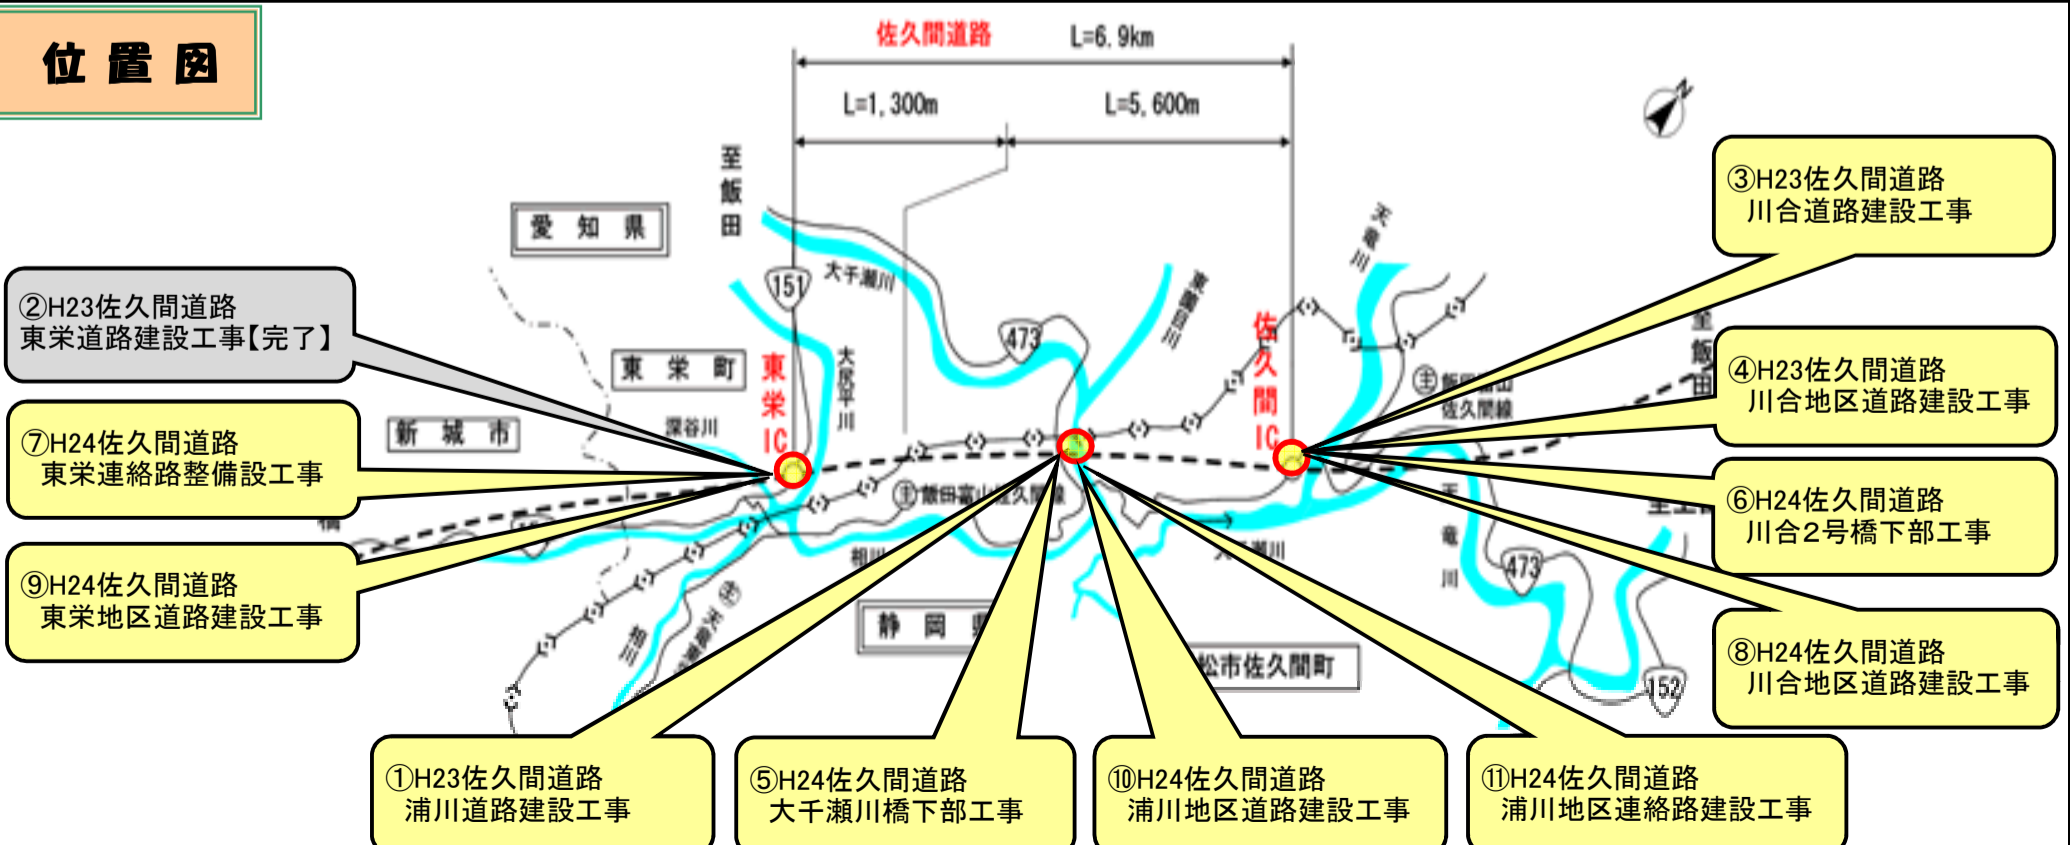 位置図
佐久間道路 L=6.9km
L=1,300m
L=5,600m
N
至飯田
愛知県
151
大千瀬川
473
天竜川
③H23佐久間道路
川合道路建設工事
②H23佐久間道路
東栄道路建設工事【完了】
東栄町
東栄IC
大尻平川
佐久間IC
至飯田
主
佐久間線
④H23佐久間道路
川合地区道路建設工事
新城市
深谷川
⑦H24佐久間道路
東栄連絡路整備設工事
主飯田富山佐久間線
⑥H24佐久間道路
川合2号橋下部工事
相川
大千瀬川
天竜川
473
⑨H24佐久間道路
東栄地区道路建設工事
相川
静岡県
松市佐久間町
152
⑧H24佐久間道路
川合地区道路建設工事
①H23佐久間道路
浦川道路建設工事
⑤H24佐久間道路
大千瀬川橋下部工事
⑩H24佐久間道路
浦川地区道路建設工事
⑪H24佐久間道路
浦川地区連絡路建設工事